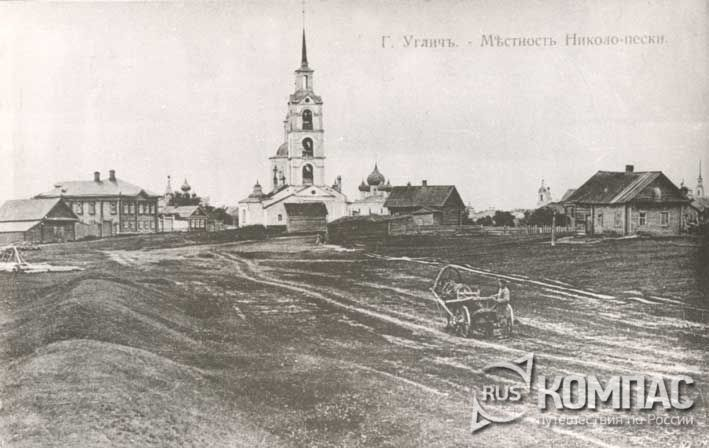 Г. Угличъ. - Мѣстность Николо-пески.
RUS КОМПАС
путешествия по России